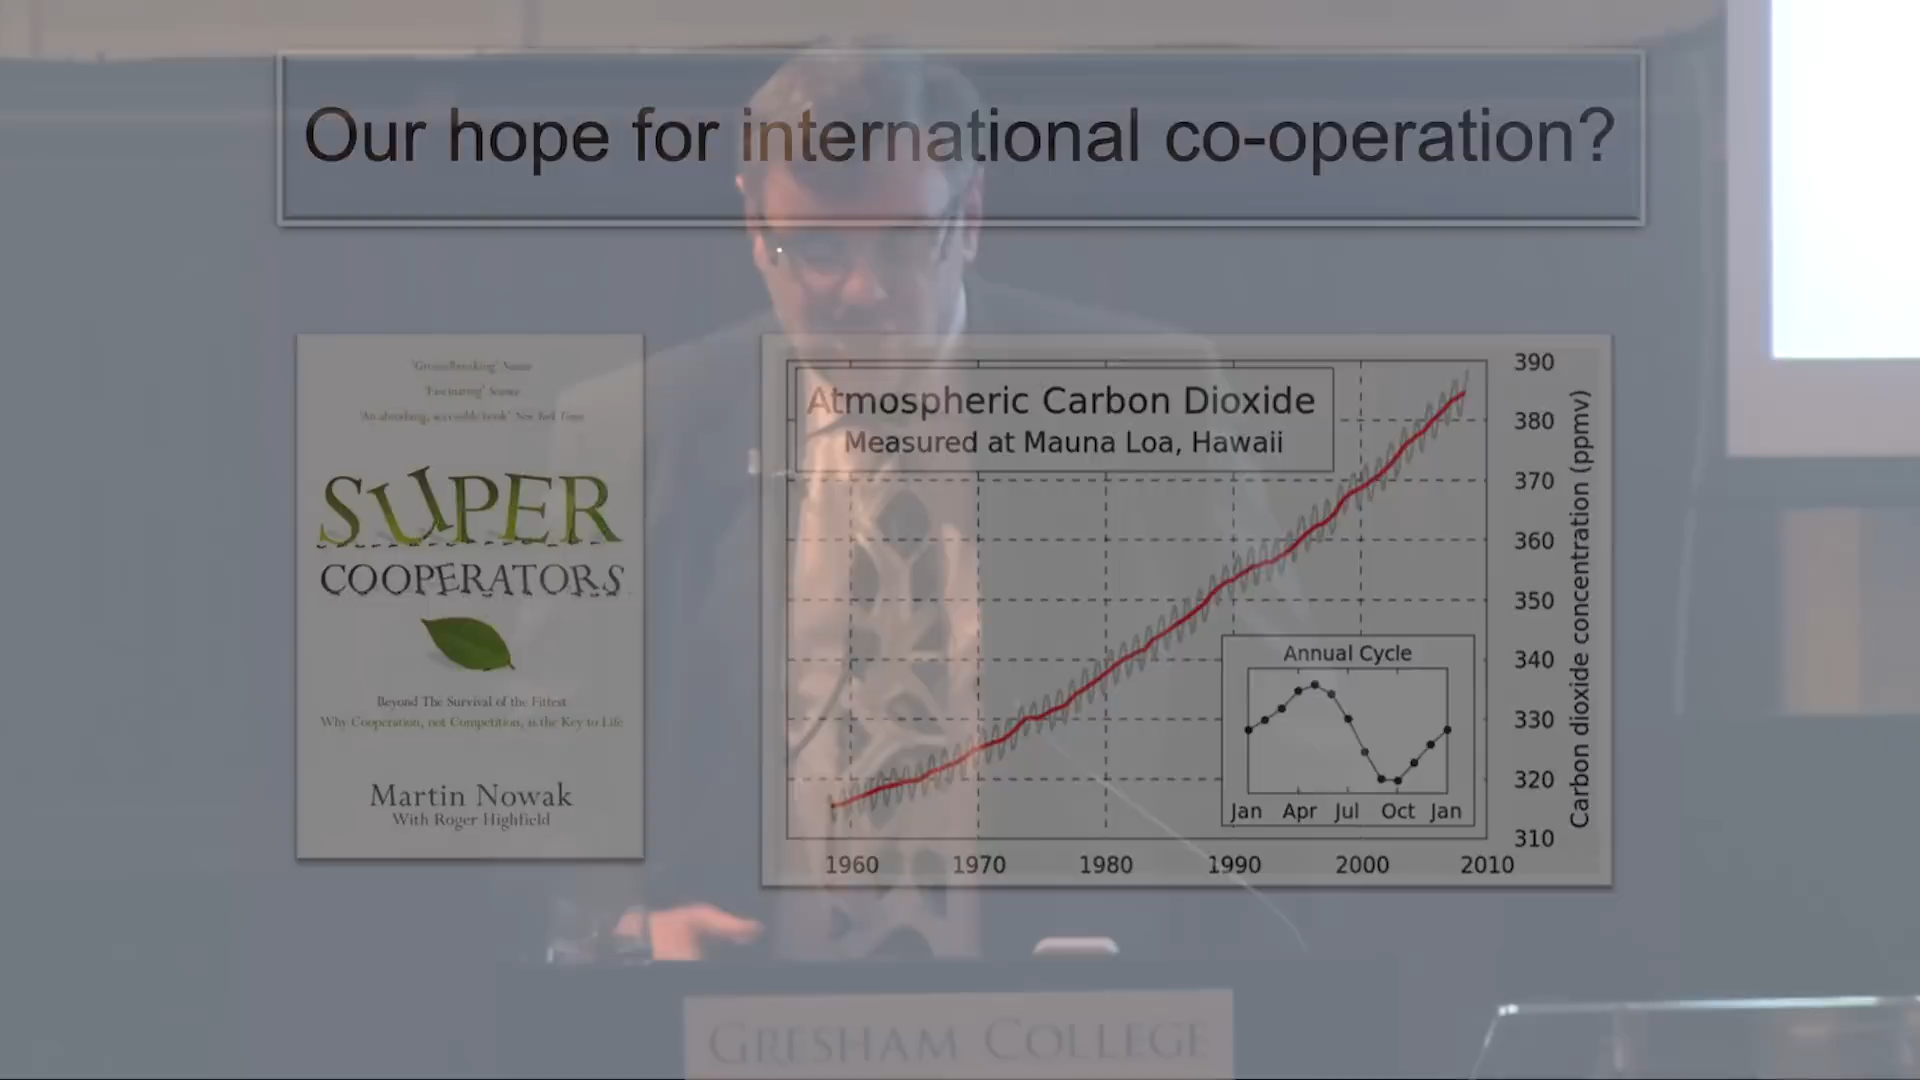 Our hope for international co-operation?
'Groundbreaking' Nature
'Fascinating' Science
'An absorbing, accessible book' New York Times
SUPER
COOPERATORS
Beyond The Survival of the Fittest
Why Cooperation, not Competition, is the Key to Life
Martin Nowak
With Roger Highfield
Atmospheric Carbon Dioxide
Measured at Mauna Loa, Hawaii
390
380
370
360
350
340
330
320
310
Carbon dioxide concentration (ppmv)
Annual Cycle
Jan Apr Jul Oct Jan
1960 1970 1980 1990 2000 2010
GRESHAM COLLEGE